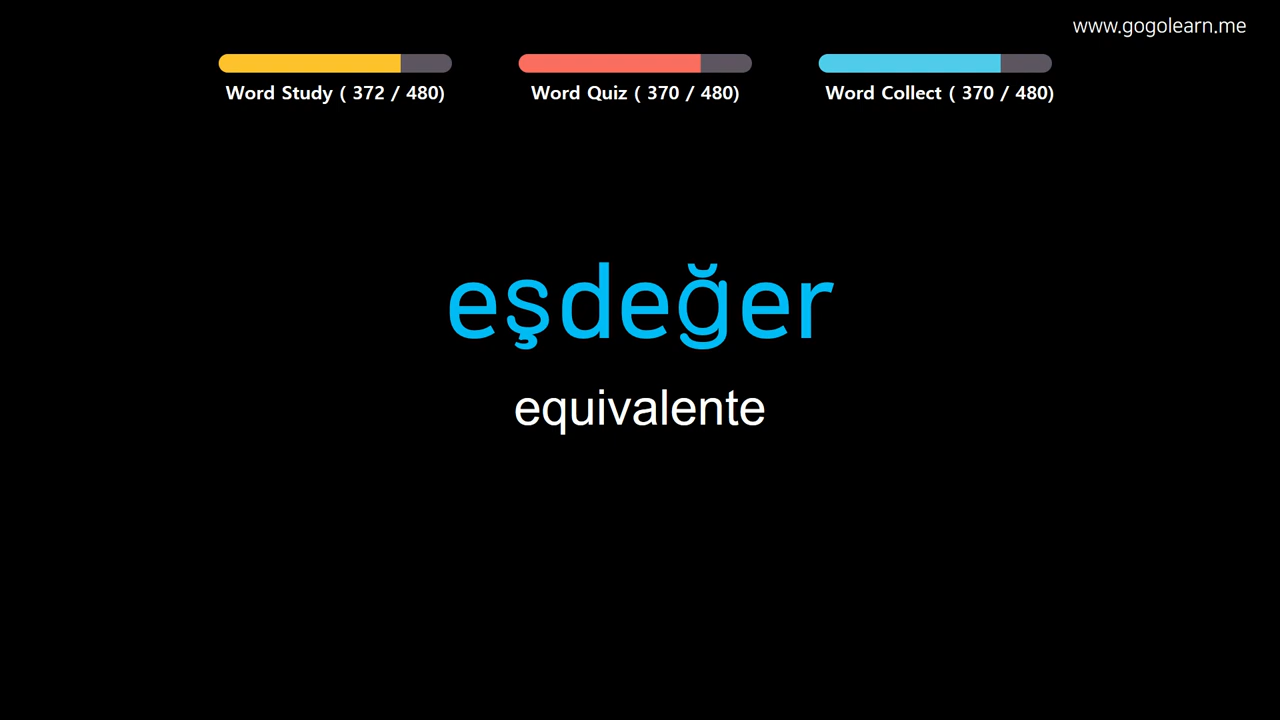 www.gogolearn.me
Word Study ( 372 / 480)
Word Quiz ( 370 / 480)
Word Collect ( 370 / 480)
eşdeğer
equivalente